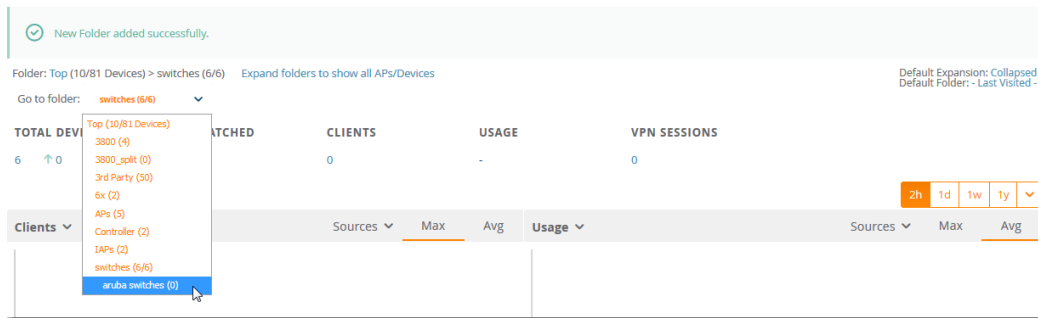 New Folder added successfully.
Folder: Top (10/81 Devices) > switches (6/6) Expand folders to show all APs/Devices
Default Expansion: Collapsed
Default Folder: - Last Visited -
Go to folder: switches (6/6)
Top (10/81 Devices)
TOTAL DEVI ATCHED CLIENTS USAGE VPN SESSIONS
3800 (4)
6 0 3800_split (0) 0 - 0
3rd Party (50)
6x (2)
2h 1d 1w 1y
APs (5)
Clients Sources Max Avg Usage Sources Max Avg
Controller (2)
IAPs (2)
switches (6/6)
aruba switches (0)